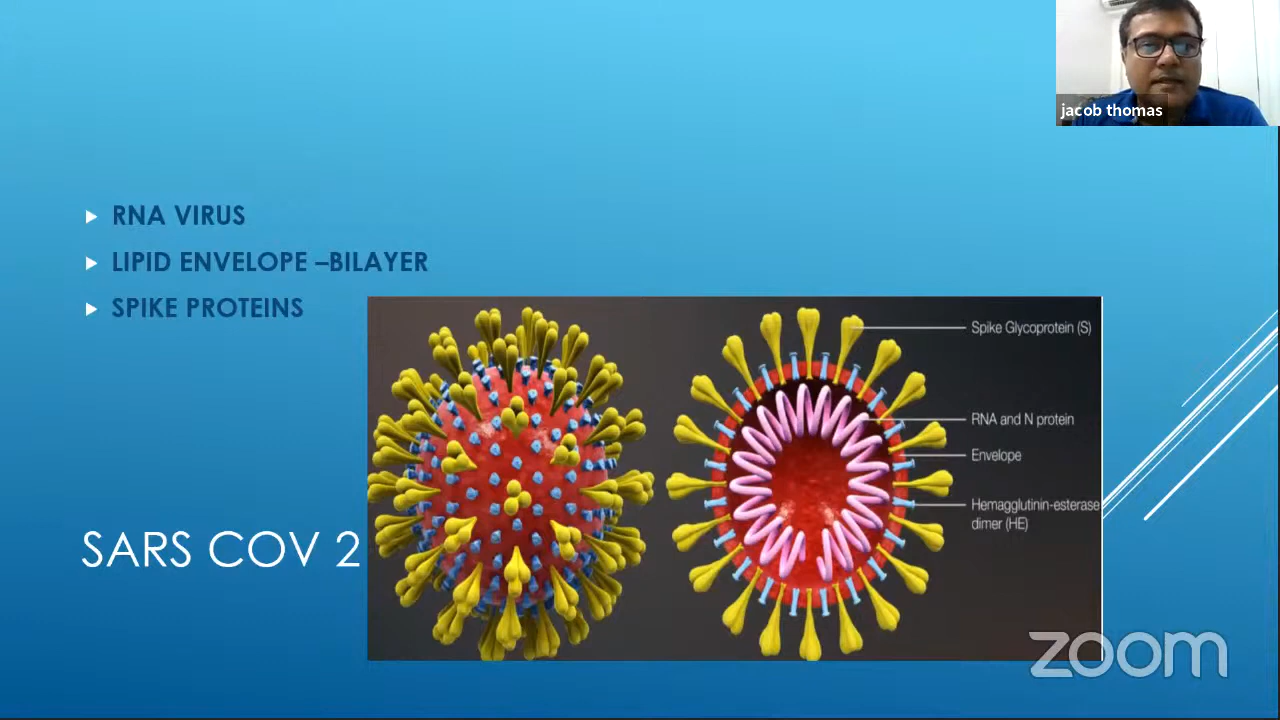 jacob thomas
RNA VIRUS
LIPID ENVELOPE –BILAYER
SPIKE PROTEINS
Spike Glycoprotein (S)
RNA and N protein
Envelope
Hemagglutinin-esterase
dimer (HE)
SARS COV 2
zoom